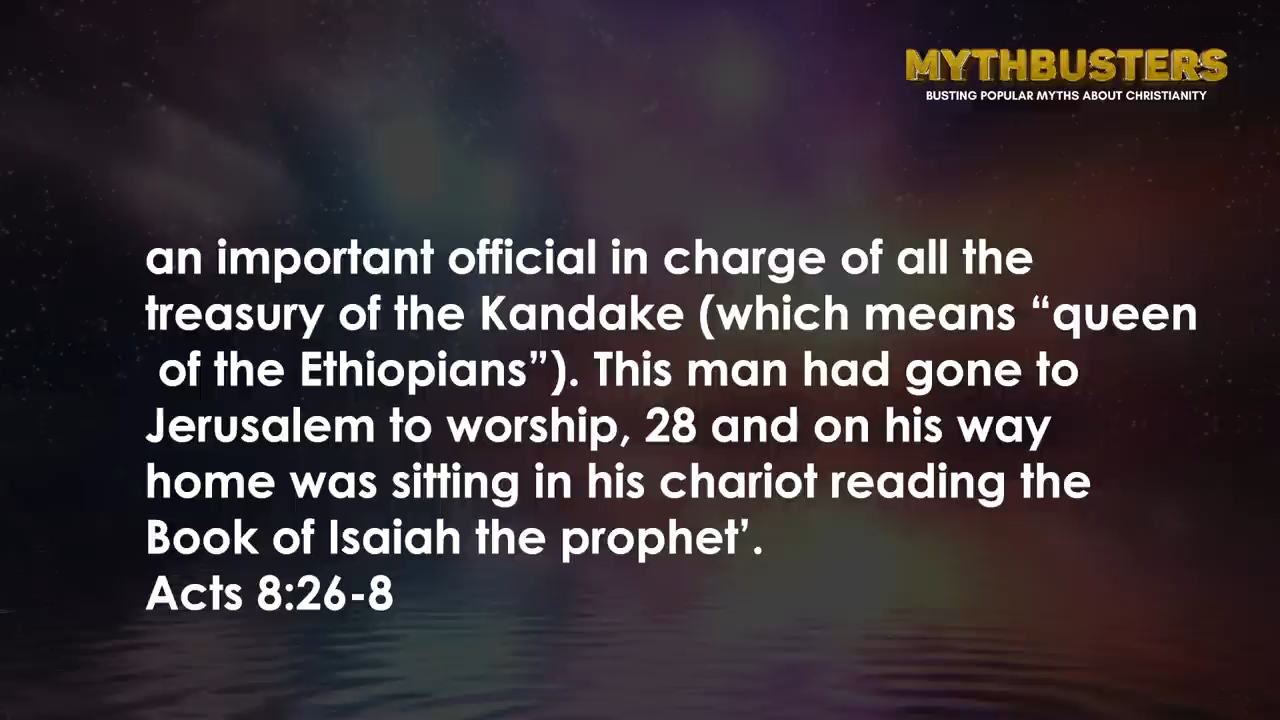 MYTHBUSTERS
BUSTING POPULAR MYTHS ABOUT CHRISTIANITY
an important official in charge of all the
treasury of the Kandake (which means “queen
of the Ethiopians”). This man had gone to
Jerusalem to worship, 28 and on his way
home was sitting in his chariot reading the
Book of Isaiah the prophet’.
Acts 8:26-8